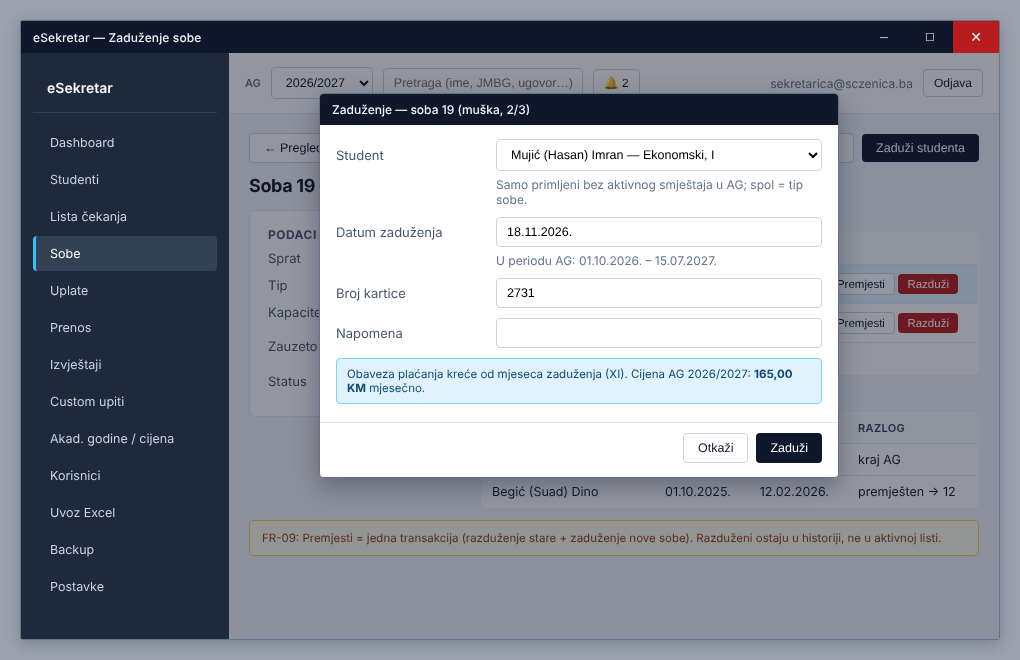 eSekretar — Zaduženje sobe
eSekretar
Dashboard
Studenti
Lista čekanja
Sobe
Uplate
Prenos
Izvještaji
Custom upiti
Akad. godine / cijena
Korisnici
Uvoz Excel
Backup
Postavke
AG
2026/2027
Pretraga (ime, JMBG, ugovor…)
🔔 2
sekretarica@sczenica.ba
Odjava
Zaduži studenta
Soba 19
PODACI
Sprat
Tip
Zauzeto
Status
Zaduženje — soba 19 (muška, 2/3)
Student
Mujić (Hasan) Imran — Ekonomski, I
Samo primljeni bez aktivnog smještaja u AG; spol = tip
sobe.
Datum zaduženja
18.11.2026.
U periodu AG: 01.10.2026. – 15.07.2027.
Broj kartice
2731
Napomena
Obaveza plaćanja kreće od mjeseca zaduženja (XI). Cijena AG 2026/2027: 165,00
KM mjesečno.
Otkaži
Zaduži
Premjesti
Razduži
Premjesti
Razduži
RAZLOG
kraj AG
Begić (Suad) Dino
01.10.2025.
12.02.2026.
premješten → 12
FR-09: Premjesti = jedna transakcija (razduženje stare + zaduženje nove sobe). Razduženi ostaju u historiji, ne u aktivnoj listi.